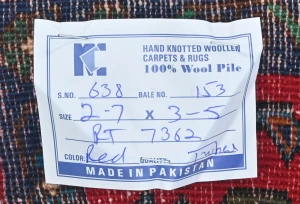 KC
HAND KNOTTED WOOLLEN
CARPETS & RUGS
100% Wool Pile
S.NO. 638 BALE NO. 153
SIZE 2-7 x 3-5
RT 7362
COLOR: Red QUALITY:
MADE IN PAKISTAN